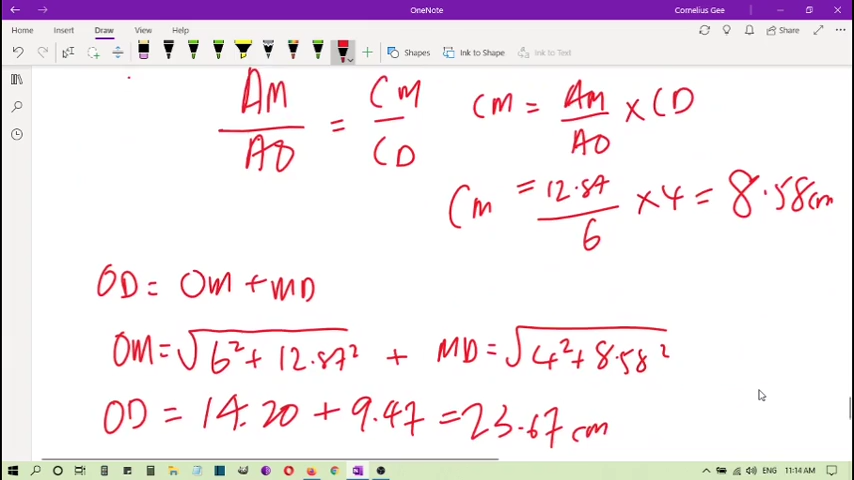 OneNote
Cornelius Gee
Home Insert Draw View Help Share
Shapes Ink to Shape Ink to Text
AM/AO = CM/CD
CM = AM/AO × CD
CM = 12.87/6 × 4 = 8.58cm
OD = OM + MD
OM = √6² + 12.87² + MD = √4² + 8.58²
OD = 14.20 + 9.47 = 23.67 cm
ENG 11:14 AM